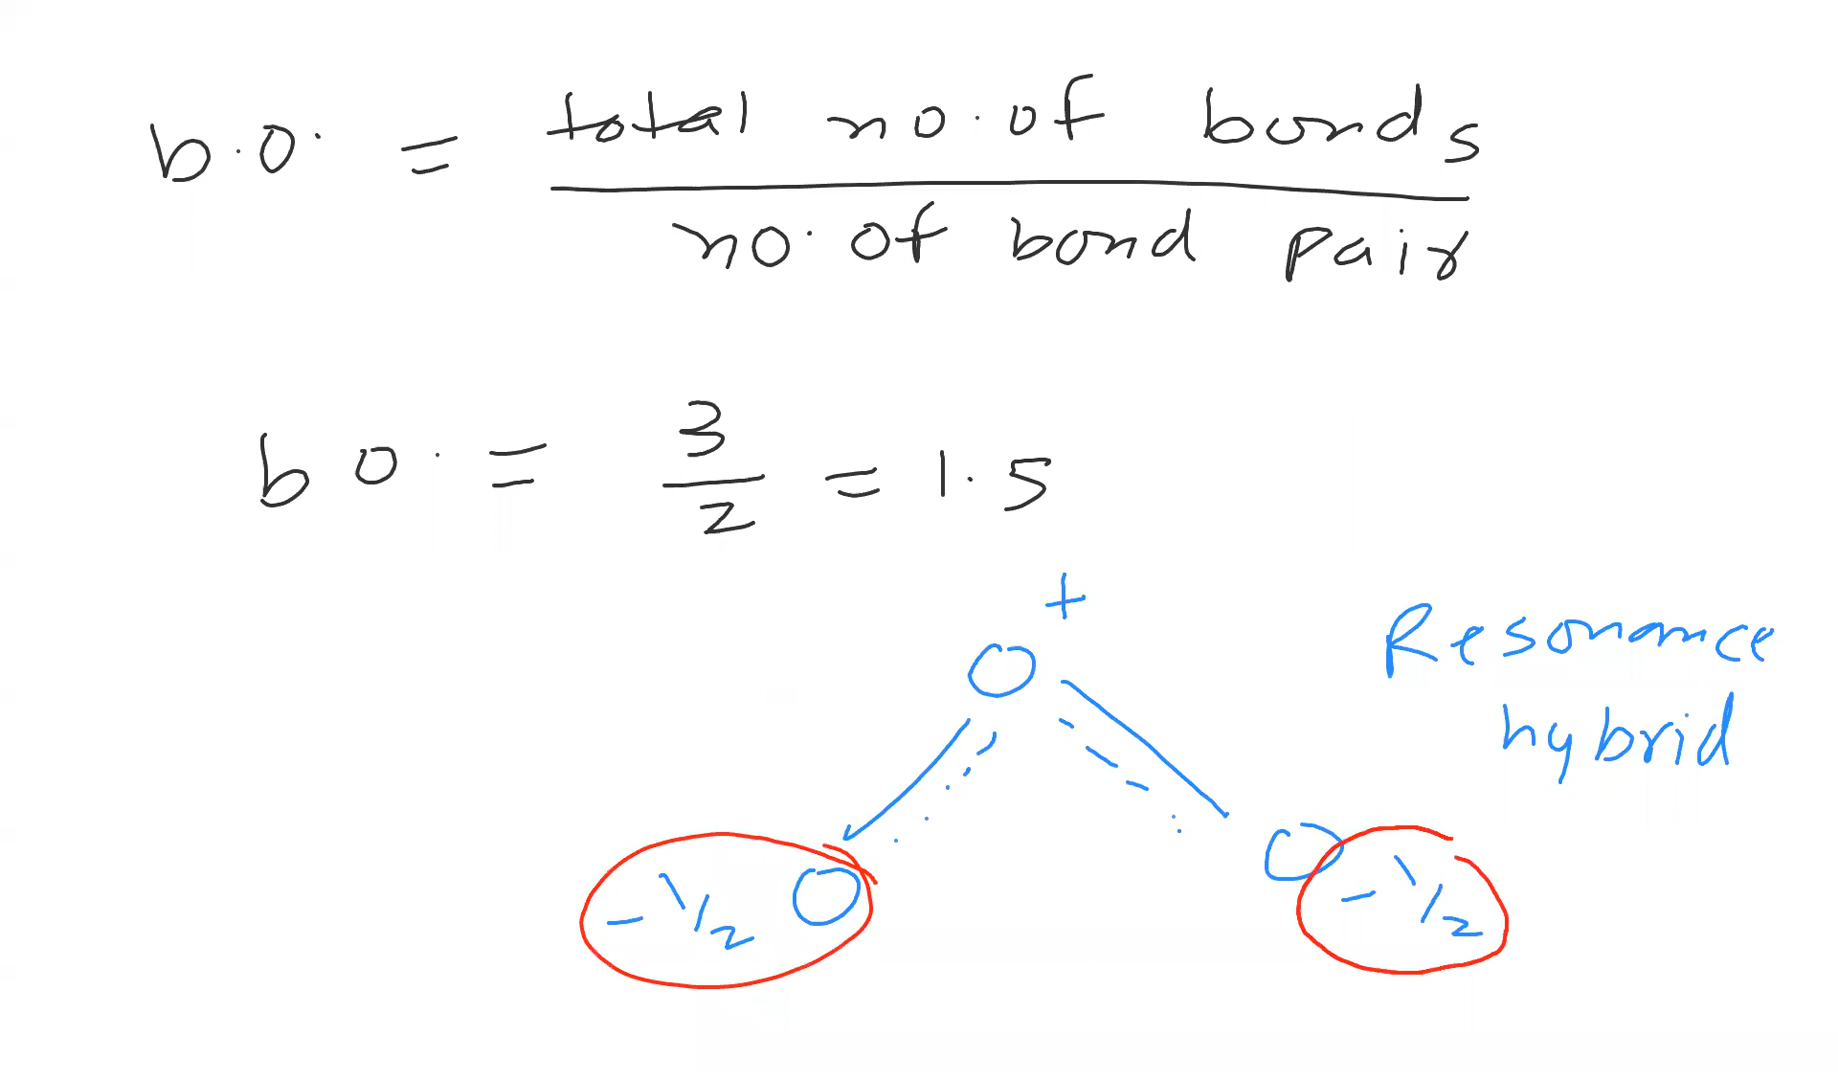 b.o. = total no. of bonds
no. of bond pair
b o. = 3/2 = 1.5
+
O
Resonance
hybrid
- 1/2 O
O - 1/2